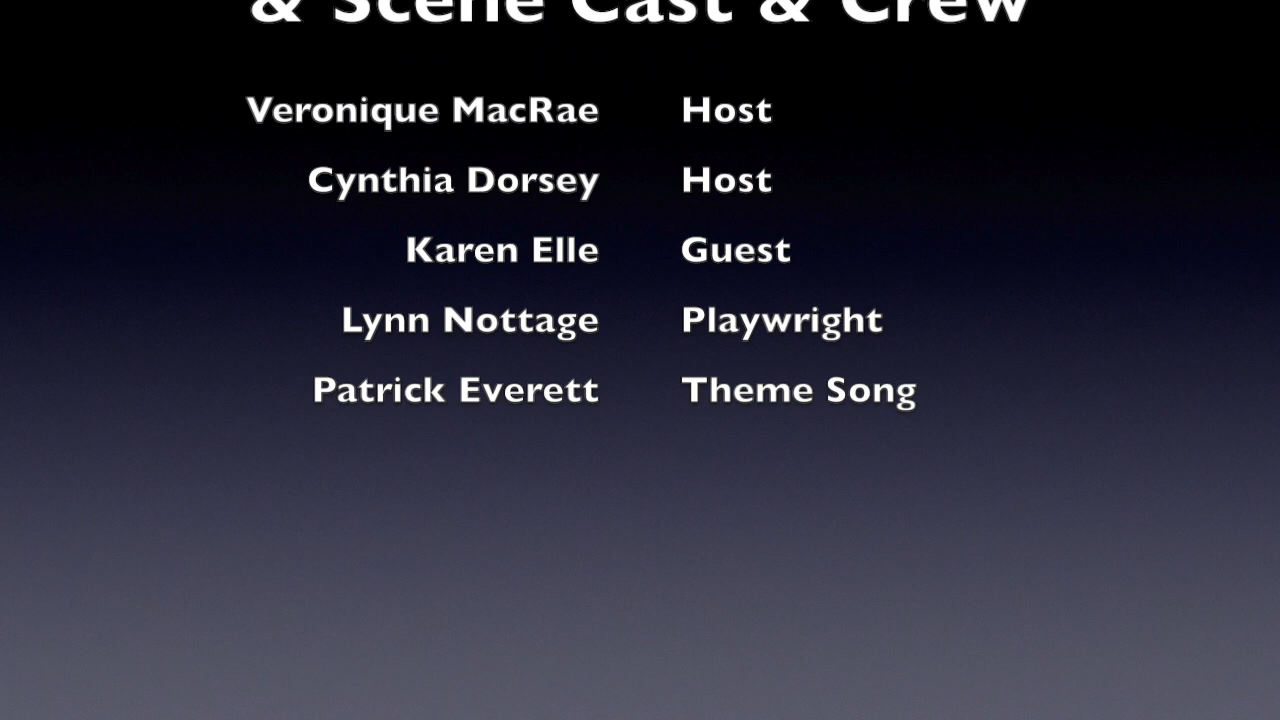 & Scene Cast & Crew
Veronique MacRae Host
Cynthia Dorsey Host
Karen Elle Guest
Lynn Nottage Playwright
Patrick Everett Theme Song